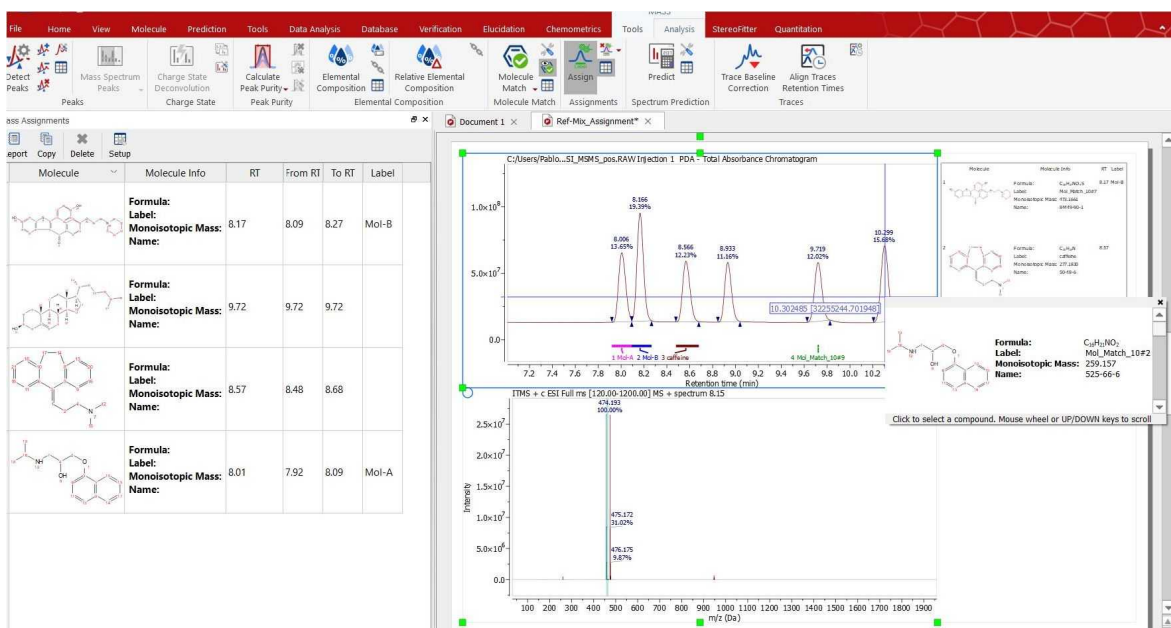 MASS
File Home View Molecule Prediction Tools Data Analysis Database Verification Elucidation Chemometrics Tools Analysis StereoFitter Quantitation
Detect Peaks
Mass Spectrum Peaks
Charge State Deconvolution
Calculate Peak Purity
Elemental Composition
Relative Elemental Composition
Molecule Match
Assign
Predict
Trace Baseline Correction
Align Traces Retention Times
Peaks Charge State Peak Purity Elemental Composition Molecule Match Assignments Spectrum Prediction Traces
ass Assignments
eport Copy Delete Setup
Molecule Molecule Info RT From RT To RT Label
Formula:
Label:
Monoisotopic Mass:
Name:
8.17 8.09 8.27 Mol-B
Formula:
Label:
Monoisotopic Mass:
Name:
9.72 9.72 9.72
Formula:
Label:
Monoisotopic Mass:
Name:
8.57 8.48 8.68
Formula:
Label:
Monoisotopic Mass:
Name:
8.01 7.92 8.09 Mol-A
Document 1 Ref-Mix_Assignment*
C:/Users/Pablo...SI_MSMS_pos.RAW Injection 1 PDA - Total Absorbance Chromatogram
1.0×10⁸
5.0×10⁷
0.0
8.006
13.65%
8.166
19.39%
8.566
12.23%
8.933
11.16%
9.719
12.02%
10.299
15.68%
10.302485 [32255244.701948]
1 Mol-A 2 Mol-B 3 caffeine 4 Mol_Match_10#9
7.2 7.4 7.6 7.8 8.0 8.2 8.4 8.6 8.8 9.0 9.2 9.4 9.6 9.8 10.0 10.2
Retention time (min)
ITMS + c ESI Full ms [120.00-1200.00] MS + spectrum 8.15
474.193
100.00%
475.172
31.02%
476.175
9.87%
2.5×10⁷
2.0×10⁷
1.5×10⁷
1.0×10⁷
5.0×10⁶
0.0
Intensity
100 200 300 400 500 600 700 800 900 1000 1100 1200 1300 1400 1500 1600 1700 1800 1900
m/z (Da)
Molecule Molecule Info RT Label
1
Formula:
Label:
Monoisotopic Mass:
Name:
8.17 Mol-B
2
Formula:
Label: caffeine
Monoisotopic Mass:
Name: 50-48-6
8.57
Formula: C₁₆H₂₁NO₂
Label: Mol_Match_10#2
Monoisotopic Mass: 259.157
Name: 525-66-6
Click to select a compound. Mouse wheel or UP/DOWN keys to scroll